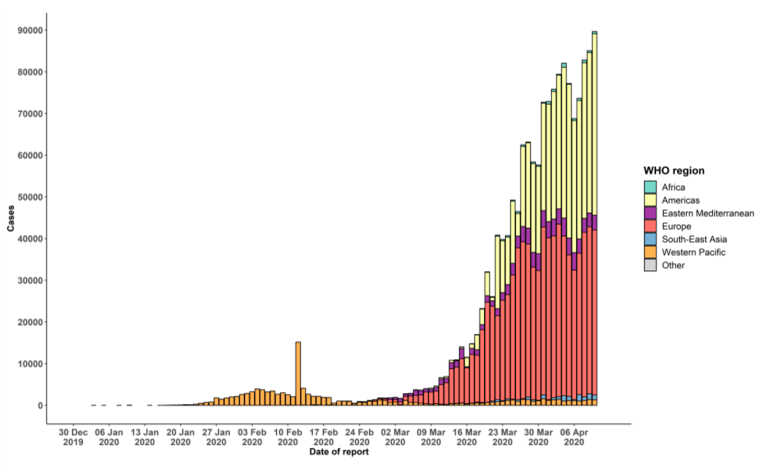 90000
80000
70000
60000
50000
40000
30000
20000
10000
0
Cases
30 Dec 06 Jan 13 Jan 20 Jan 27 Jan 03 Feb 10 Feb 17 Feb 24 Feb 02 Mar 09 Mar 16 Mar 23 Mar 30 Mar 06 Apr
2019 2020 2020 2020 2020 2020 2020 2020 2020 2020 2020 2020 2020 2020 2020
Date of report
WHO region
Africa
Americas
Eastern Mediterranean
Europe
South-East Asia
Western Pacific
Other